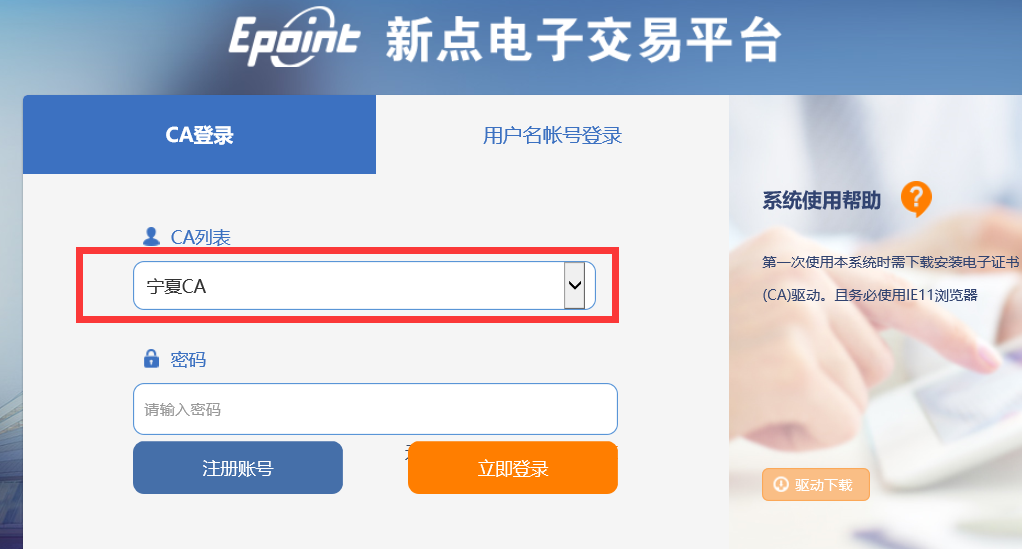 Epoint 新点电子交易平台
CA登录
用户名帐号登录
CA列表
宁夏CA
密码
请输入密码
注册账号
立即登录
系统使用帮助
?
第一次使用本系统时需下载安装电子证书
(CA)驱动。且务必使用IE11浏览器
驱动下载